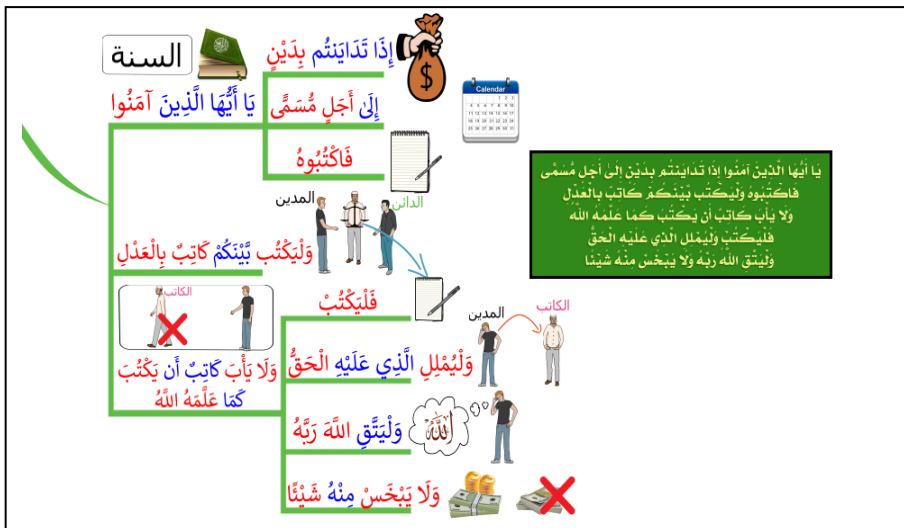 السنة
يَا أَيُّهَا الَّذِينَ آمَنُوا
إِذَا تَدَايَنتُم بِدَيْنٍ
إِلَىٰ أَجَلٍ مُّسَمًّى
Calendar
فَاكْتُبُوهُ
المدين
الدائن
وَلْيَكْتُب بَّيْنَكُمْ كَاتِبٌ بِالْعَدْلِ
الكاتب
وَلَا يَأْبَ كَاتِبٌ أَن يَكْتُبَ
كَمَا عَلَّمَهُ اللَّهُ
فَلْيَكْتُبْ
المدين
الكاتب
وَلْيُمْلِلِ الَّذِي عَلَيْهِ الْحَقُّ
وَلْيَتَّقِ اللَّهَ رَبَّهُ
الله
وَلَا يَبْخَسْ مِنْهُ شَيْئًا
$
يَا أَيُّهَا الَّذِينَ آمَنُوا إِذَا تَدَايَنتُم بِدَيْنٍ إِلَىٰ أَجَلٍ مُّسَمًّى
فَاكْتُبُوهُ وَلْيَكْتُب بَّيْنَكُمْ كَاتِبٌ بِالْعَدْلِ
وَلَا يَأْبَ كَاتِبٌ أَن يَكْتُبَ كَمَا عَلَّمَهُ اللَّهُ
فَلْيَكْتُبْ وَلْيُمْلِلِ الَّذِي عَلَيْهِ الْحَقُّ
وَلْيَتَّقِ اللَّهَ رَبَّهُ وَلَا يَبْخَسْ مِنْهُ شَيْئًا